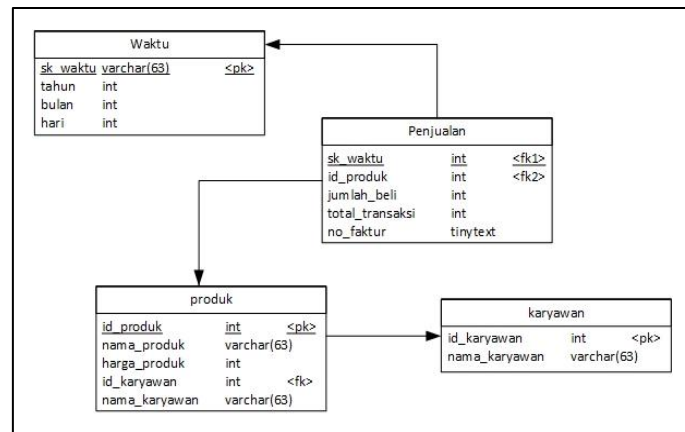 Waktu
sk_waktu varchar(63) <pk>
tahun int
bulan int
hari int
Penjualan
sk_waktu int <fk1>
id_produk int <fk2>
jumlah_beli int
total_transaksi int
no_faktur tinytext
produk
id_produk int <pk>
nama_produk varchar(63)
harga_produk int
id_karyawan int <fk>
nama_karyawan varchar(63)
karyawan
id_karyawan int <pk>
nama_karyawan varchar(63)